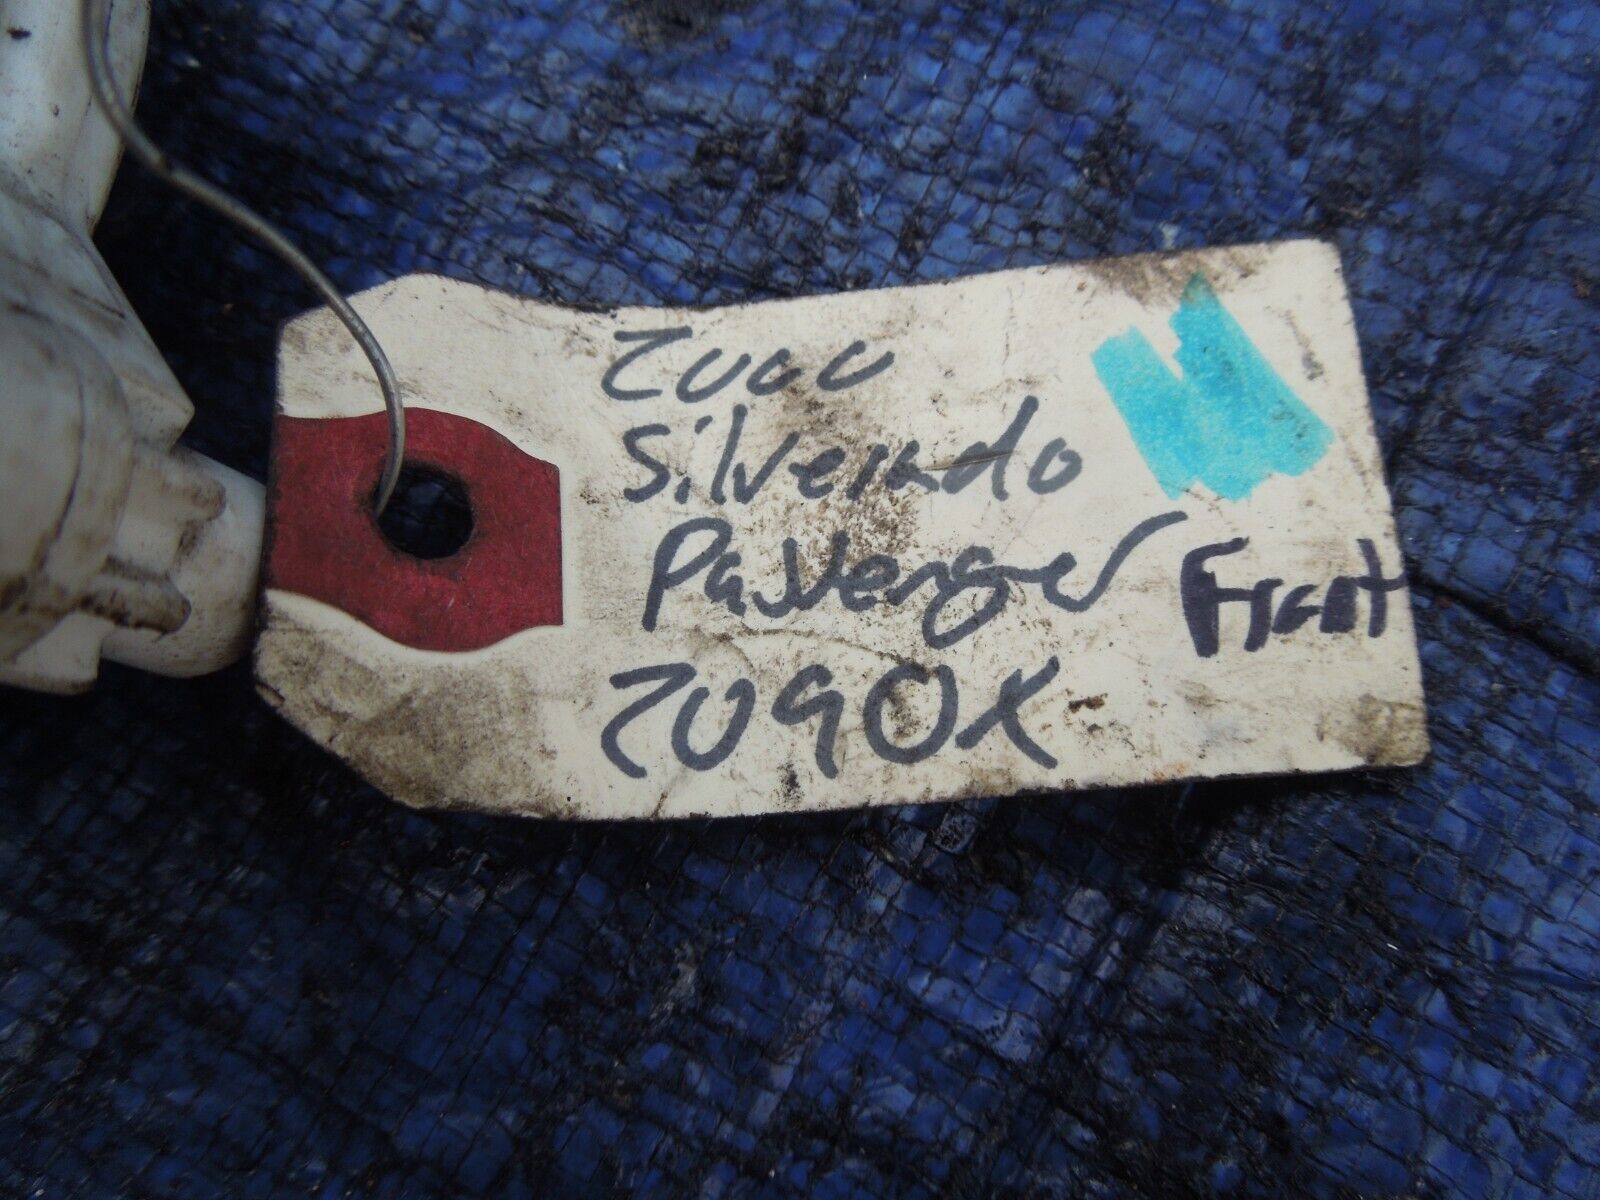 2000
Silverado
Passenger Front
2090X